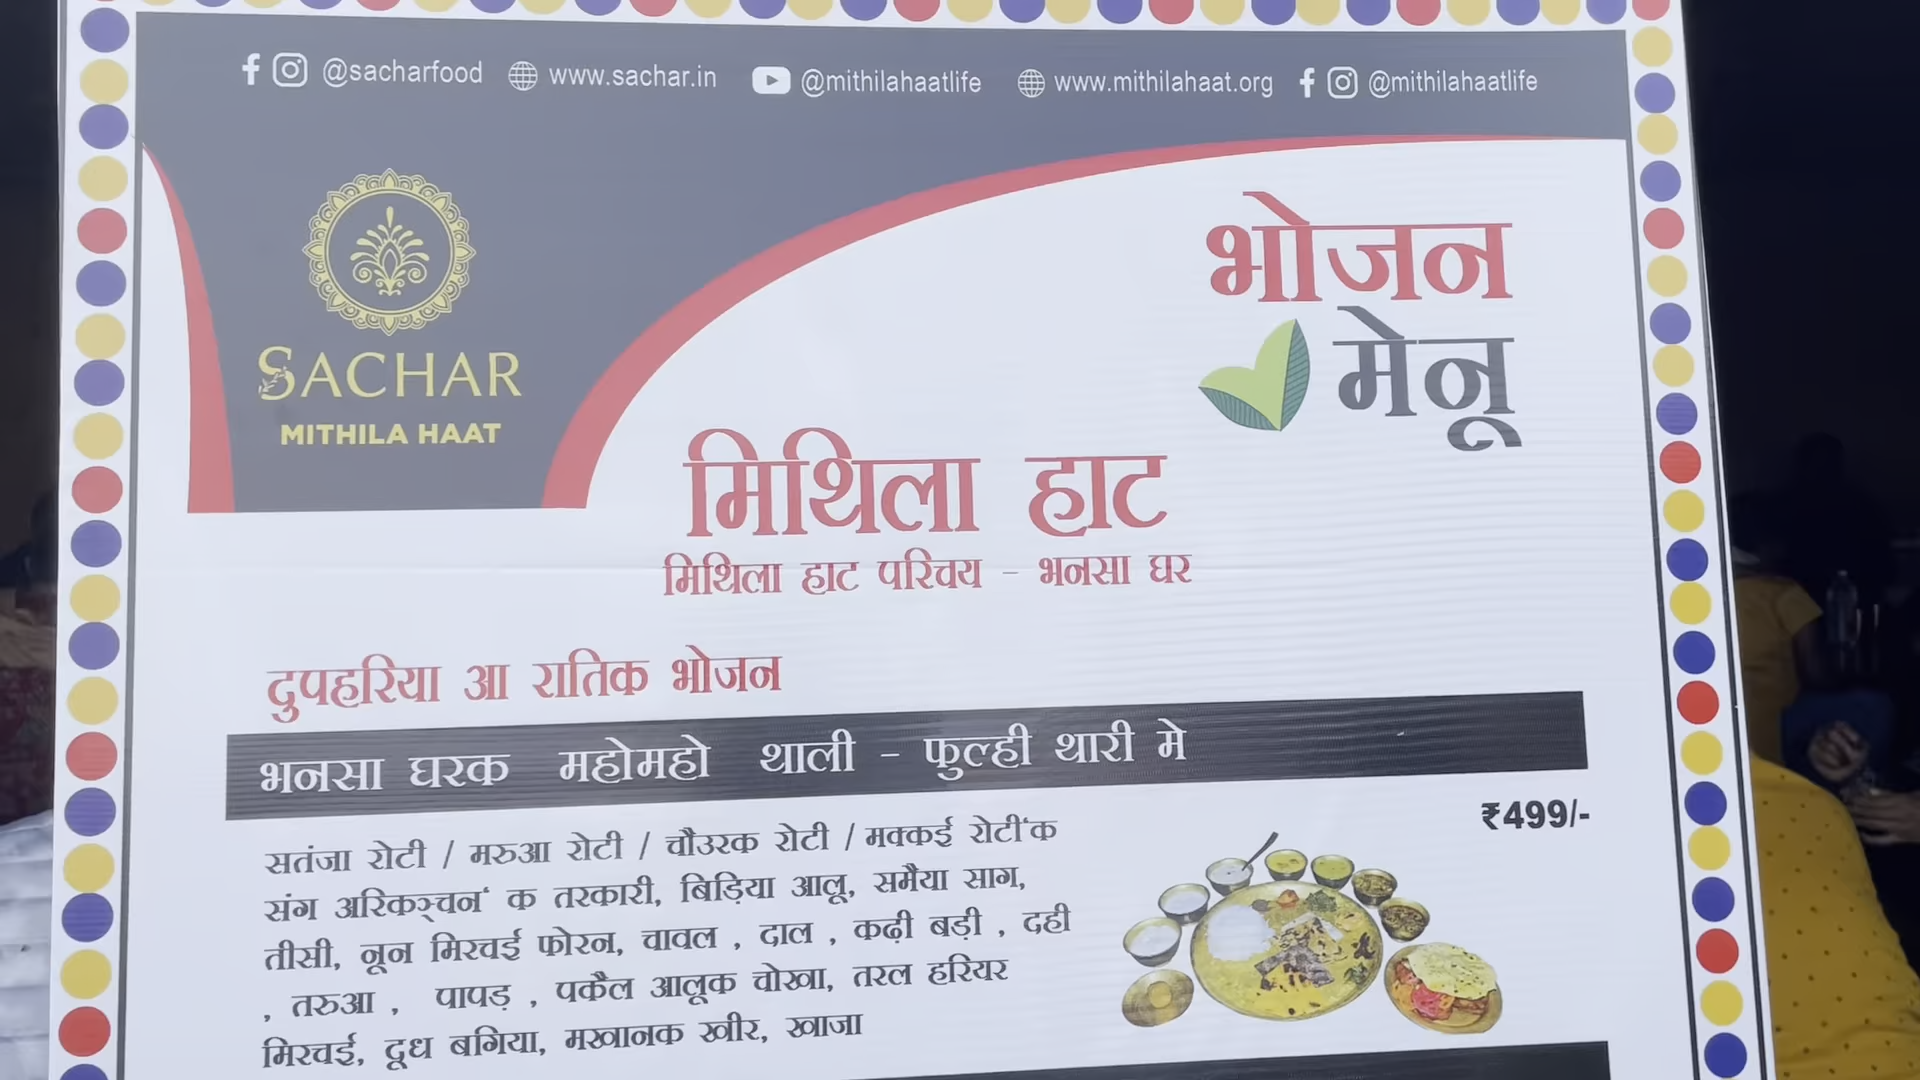 @sacharfood www.sachar.in @mithilahaatlife www.mithilahaat.org @mithilahaatlife
SACHAR
MITHILA HAAT
भोजन
मेनू
मिथिला हाट
मिथिला हाट परिचय - भनसा घर
दुपहरिया आ रातिक भोजन
भनसा घरक महोमहो थाली - फुल्ही थारी मे
₹499/-
सतंजा रोटी / मरुआ रोटी / चौउरक रोटी / मक्कई रोटी‘क
संग अरिकञ्चन‘ क तरकारी, बिड़िया आलू, समैया साग,
तीसी, नून मिरचई फोरन, चावल , दाल , कढ़ी बड़ी , दही
, तरुआ , पापड़ , पकैल आलूक चोखा, तरल हरियर
मिरचई, दूध बगिया, मखानक खीर, खाजा